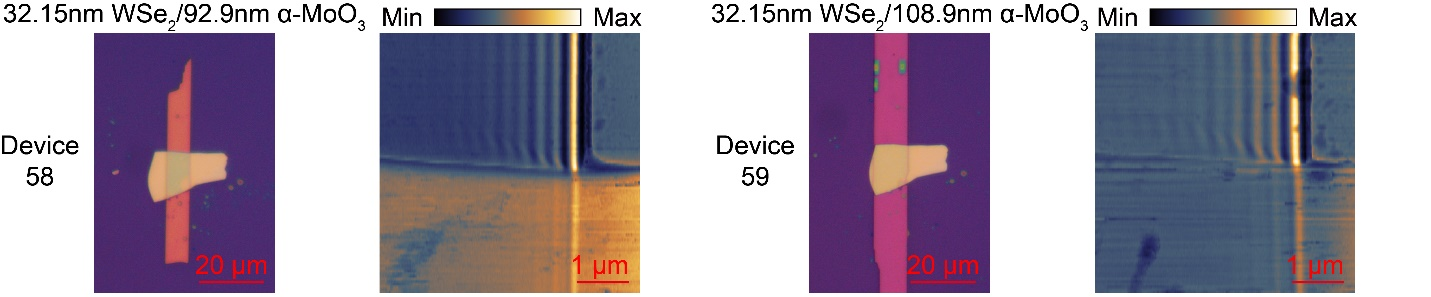 32.15nm WSe₂/92.9nm α-MoO₃ Min Max
Device
58
20 μm
1 μm
32.15nm WSe₂/108.9nm α-MoO₃ Min Max
Device
59
20 μm
1 μm